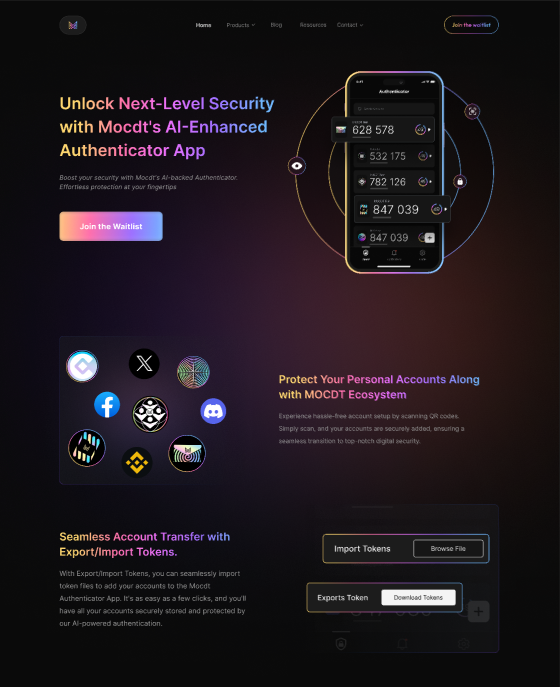 Home Products Blog Resources Contact
Join the waitlist
Unlock Next-Level Security
with Mocdt's AI-Enhanced
Authenticator App
Boost your security with Mocdt's AI-backed Authenticator.
Effortless protection at your fingertips
Join the Waitlist
Authenticator
628 578
532 175
782 126
847 039
847 039
Protect Your Personal Accounts Along
with MOCDT Ecosystem
Experience hassle-free account setup by scanning QR codes.
Simply scan, and your accounts are securely added, ensuring a
seamless transition to top-notch digital security.
Seamless Account Transfer with
Export/Import Tokens.
With Export/Import Tokens, you can seamlessly import
token files to add your accounts to the Mocdt
Authenticator App. It's as easy as a few clicks, and you'll
have all your accounts securely stored and protected by
our AI-powered authentication.
Import Tokens
Browse File
Exports Token
Download Tokens